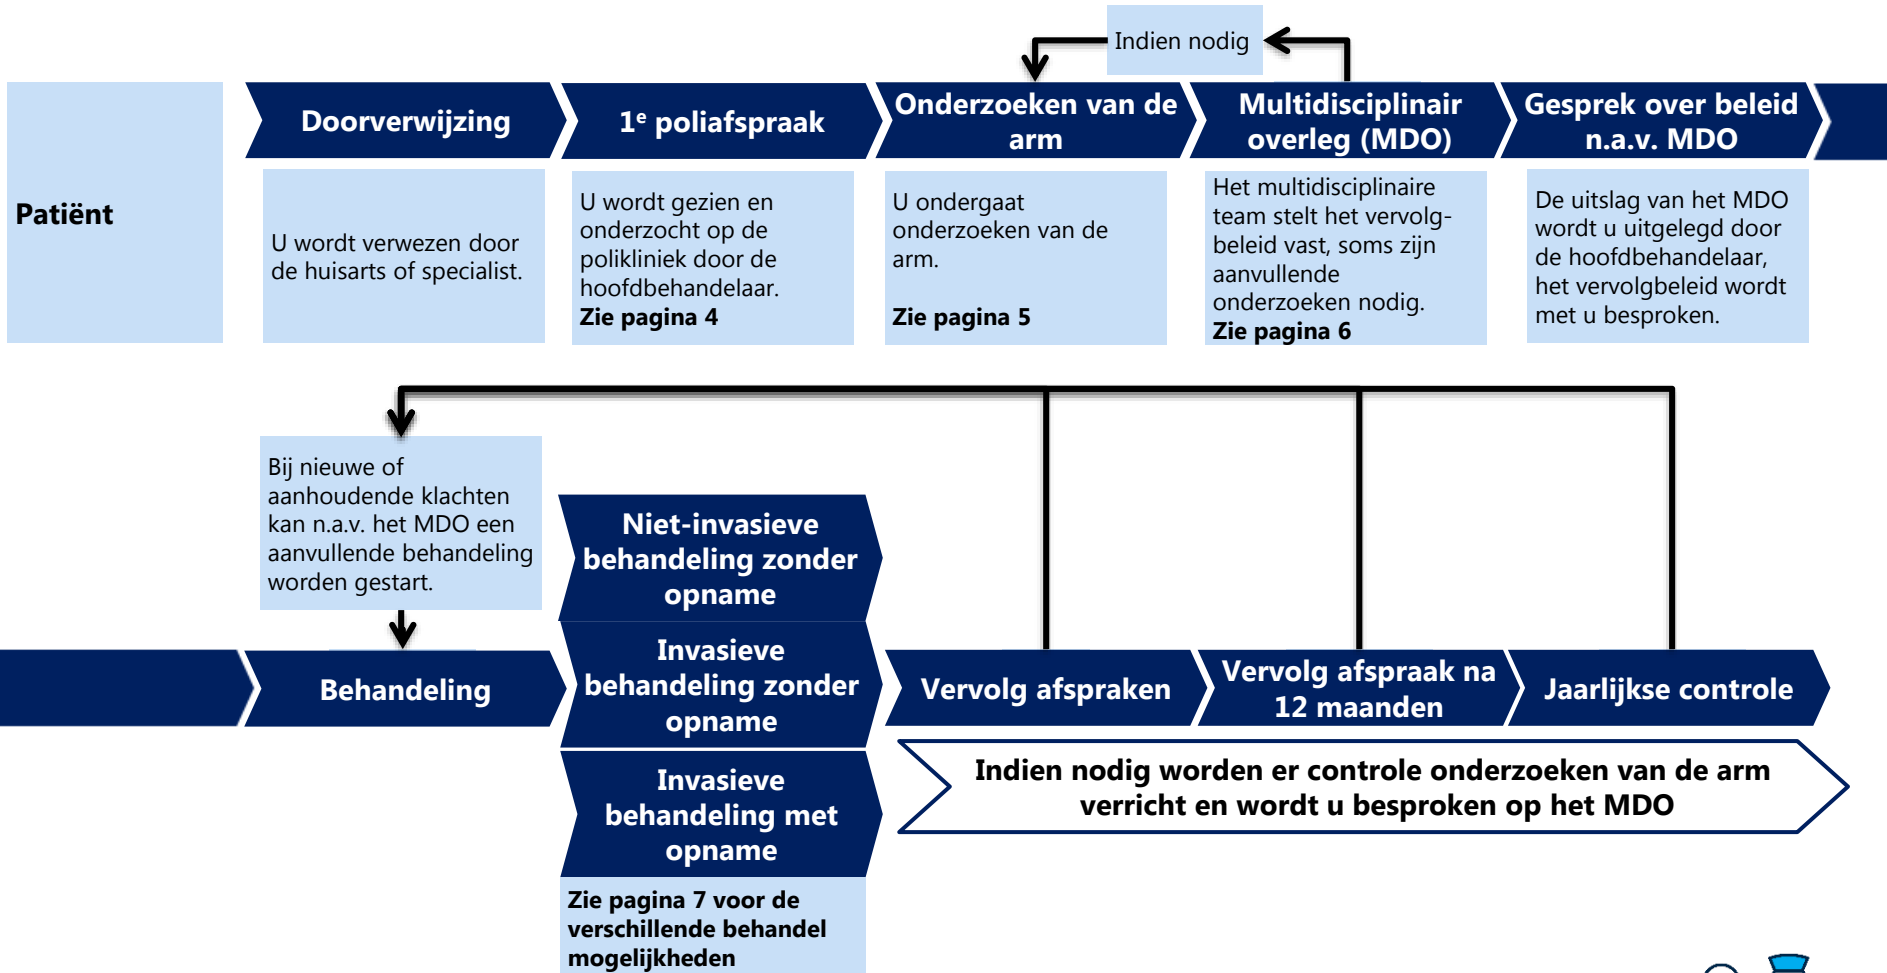 Indien nodig
Patiënt
Doorverwijzing
U wordt verwezen door
de huisarts of specialist.
1e poliafspraak
U wordt gezien en
onderzocht op de
polikliniek door de
hoofdbehandelaar.
Zie pagina 4
Onderzoeken van de
arm
U ondergaat
onderzoeken van de
arm.
Zie pagina 5
Multidisciplinair
overleg (MDO)
Het multidisciplinaire
team stelt het vervolg-
beleid vast, soms zijn
aanvullende
onderzoeken nodig.
Zie pagina 6
Gesprek over beleid
n.a.v. MDO
De uitslag van het MDO
wordt u uitgelegd door
de hoofdbehandelaar,
het vervolgbeleid wordt
met u besproken.
Bij nieuwe of
aanhoudende klachten
kan n.a.v. het MDO een
aanvullende behandeling
worden gestart.
Behandeling
Niet-invasieve
behandeling zonder
opname
Invasieve
behandeling zonder
opname
Invasieve
behandeling met
opname
Zie pagina 7 voor de
verschillende behandel
mogelijkheden
Vervolg afspraken
Vervolg afspraak na
12 maanden
Jaarlijkse controle
Indien nodig worden er controle onderzoeken van de arm
verricht en wordt u besproken op het MDO